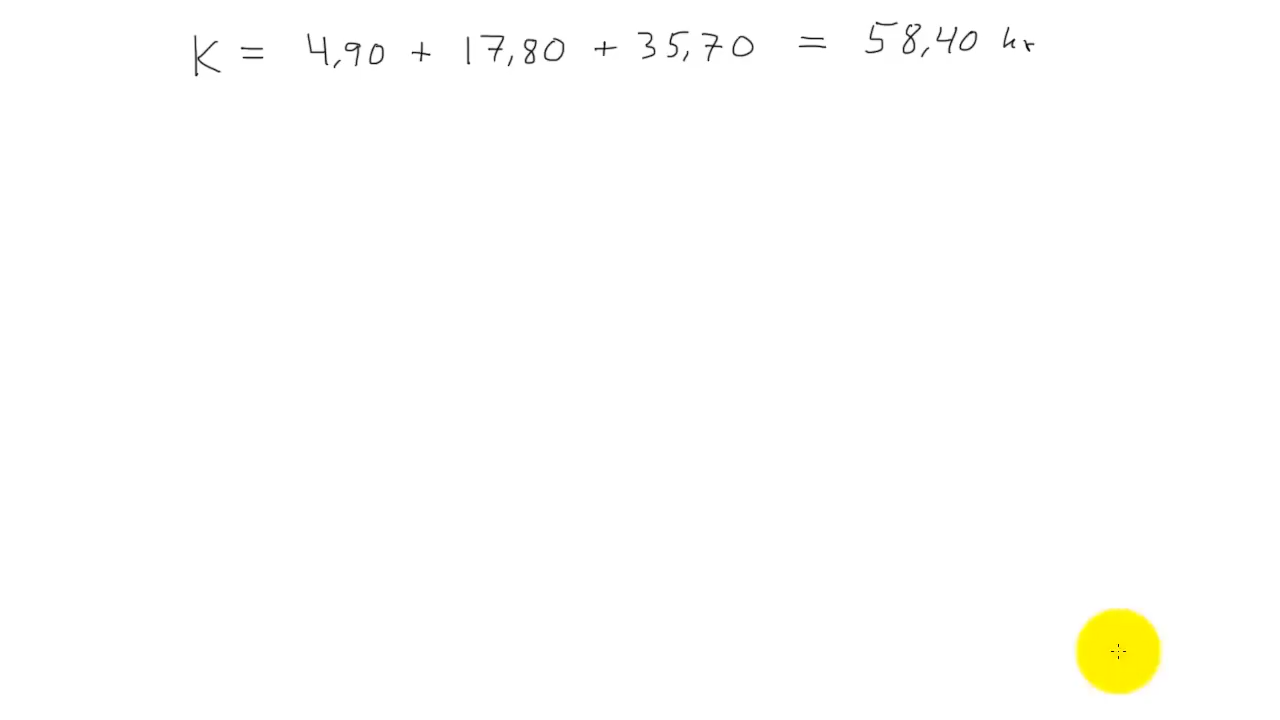 K = 4,90 + 17,80 + 35,70 = 58,40 kr